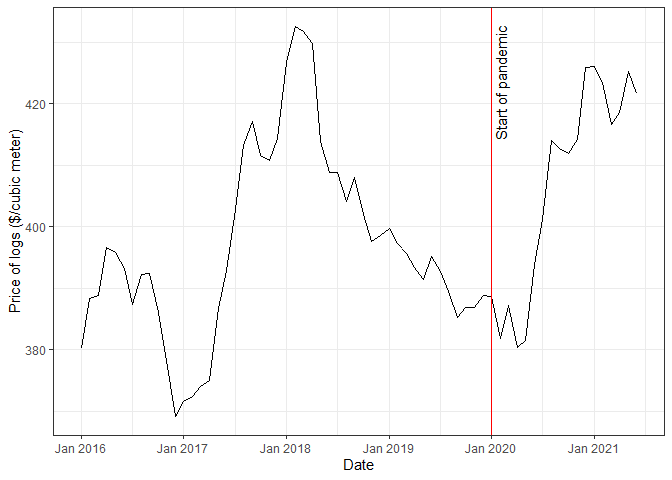 Start of pandemic
Price of logs ($/cubic meter)
420
400
380
Jan 2016
Jan 2017
Jan 2018
Jan 2019
Jan 2020
Jan 2021
Date